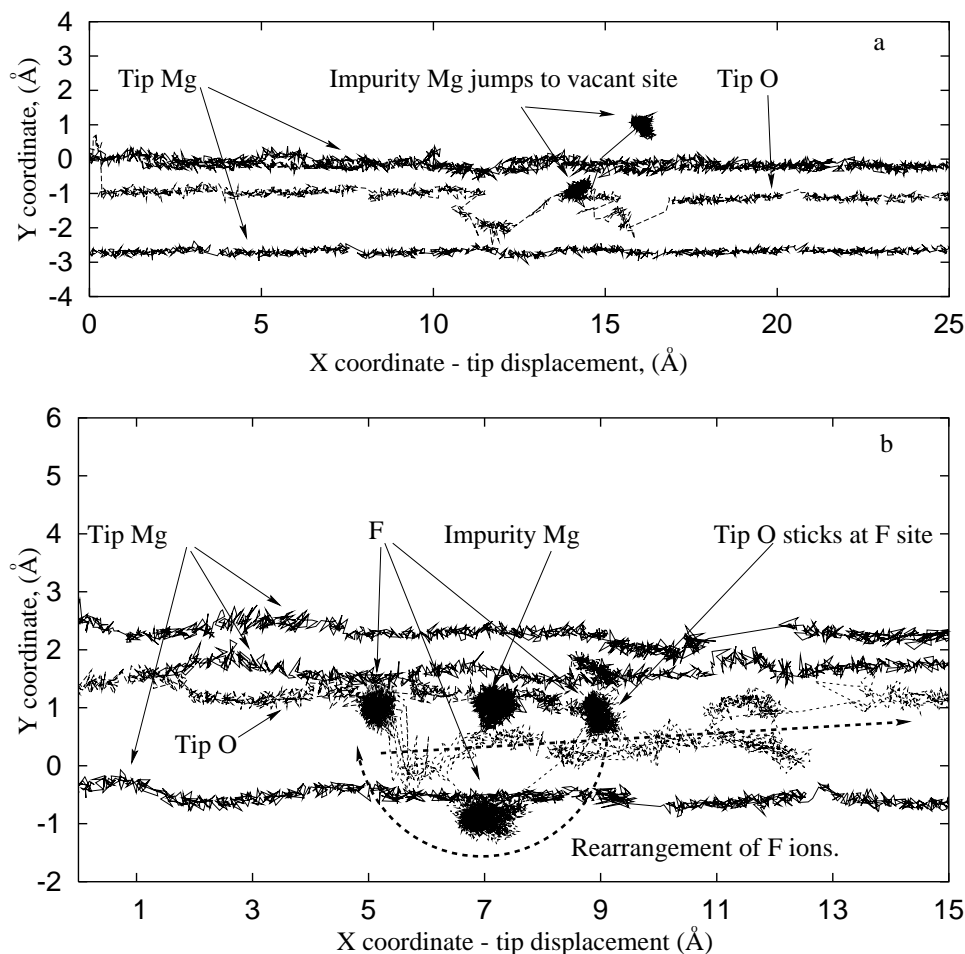 4
a
3
Tip Mg
Impurity Mg jumps to vacant site
Tip O
2
1
0
-1
-2
-3
-4
Y coordinate, (Å)
0 5 10 15 20 25
X coordinate - tip displacement, (Å)
6
b
5
4
Tip Mg
F
Impurity Mg
Tip O sticks at F site
3
2
1
Tip O
0
-1
Rearrangement of F ions.
-2
Y coordinate, (Å)
1 3 5 7 9 11 13 15
X coordinate - tip displacement (Å)